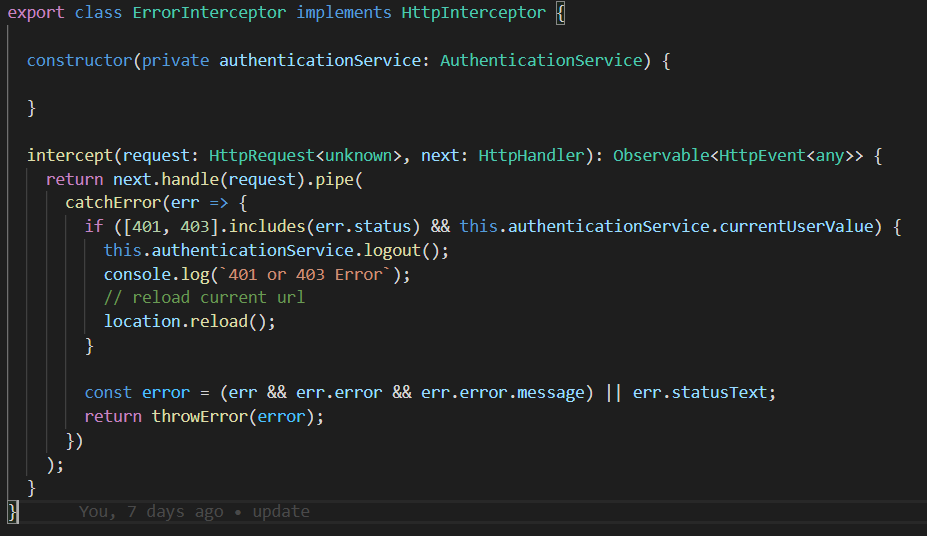 export class ErrorInterceptor implements HttpInterceptor {
constructor(private authenticationService: AuthenticationService) {
}
intercept(request: HttpRequest<unknown>, next: HttpHandler): Observable<HttpEvent<any>> {
return next.handle(request).pipe(
catchError(err => {
if ([401, 403].includes(err.status) && this.authenticationService.currentUserValue) {
this.authenticationService.logout();
console.log(`401 or 403 Error`);
// reload current url
location.reload();
}
const error = (err && err.error && err.error.message) || err.statusText;
return throwError(error);
})
);
}
} You, 7 days ago • update